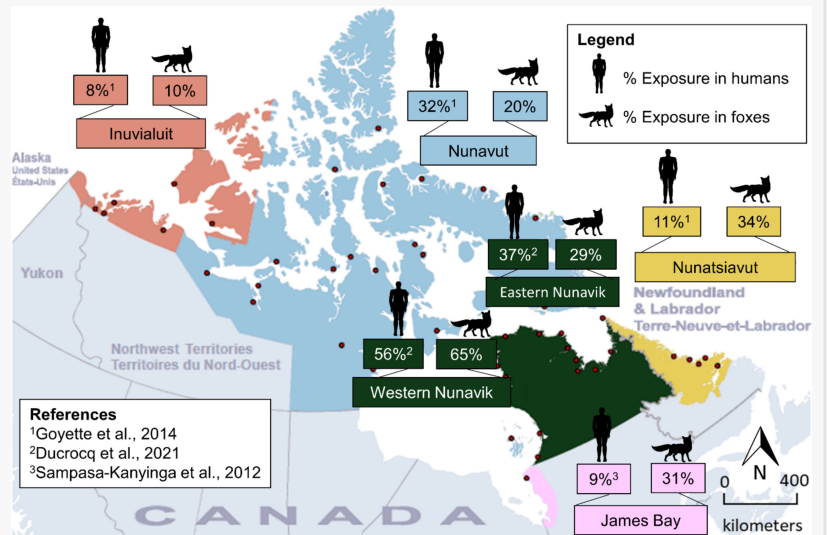 8%¹
10%
Inuvialuit
32%¹
20%
Nunavut
Legend
% Exposure in humans
% Exposure in foxes
Alaska
United States
États-Unis
11%¹
34%
Nunatsiavut
37%²
29%
Eastern Nunavik
Yukon
Newfoundland
& Labrador
Terre-Neuve-et-Labrador
Northwest Territories
Territoires du Nord-Ouest
56%²
65%
Western Nunavik
References
¹Goyette et al., 2014
²Ducrocq et al., 2021
³Sampasa-Kanyinga et al., 2012
9%³
31%
James Bay
N
0 400
kilometers
CANADA